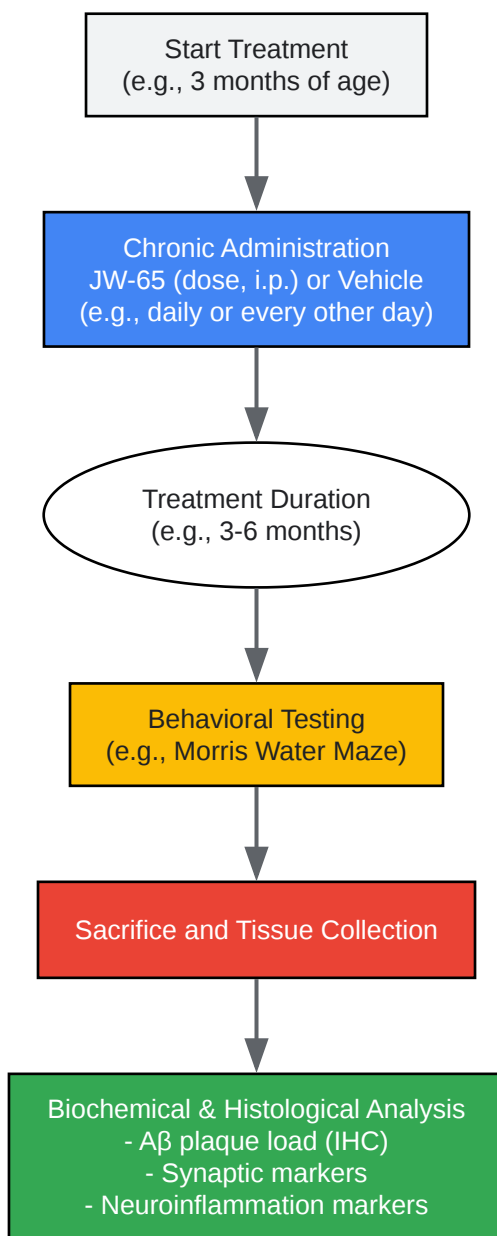 Start Treatment
(e.g., 3 months of age)
Chronic Administration
JW-65 (dose, i.p.) or Vehicle
(e.g., daily or every other day)
Treatment Duration
(e.g., 3-6 months)
Behavioral Testing
(e.g., Morris Water Maze)
Sacrifice and Tissue Collection
Biochemical & Histological Analysis
- Aβ plaque load (IHC)
- Synaptic markers
- Neuroinflammation markers